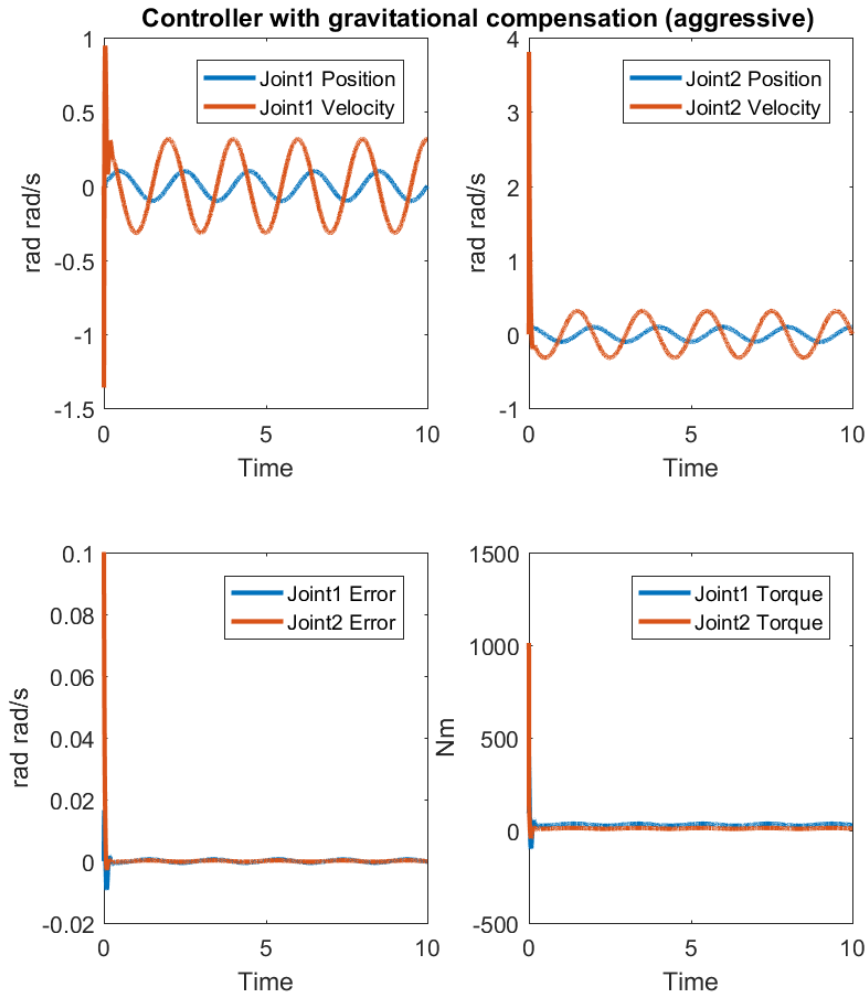 Controller with gravitational compensation (aggressive)
1
0.5
0
-0.5
-1
-1.5
rad rad/s
Joint1 Position
Joint1 Velocity
0
5
10
Time
4
3
2
1
0
-1
rad rad/s
Joint2 Position
Joint2 Velocity
0
5
10
Time
0.1
0.08
0.06
0.04
0.02
0
-0.02
rad rad/s
Joint1 Error
Joint2 Error
0
5
10
Time
1500
1000
500
0
-500
Nm
Joint1 Torque
Joint2 Torque
0
5
10
Time